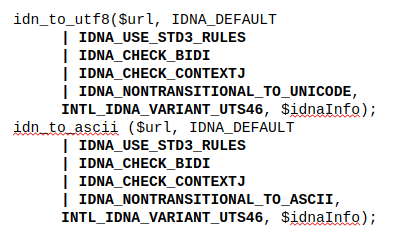 idn_to_utf8($url, IDNA_DEFAULT
| IDNA_USE_STD3_RULES
| IDNA_CHECK_BIDI
| IDNA_CHECK_CONTEXTJ
| IDNA_NONTRANSITIONAL_TO_UNICODE,
INTL_IDNA_VARIANT_UTS46, $idnaInfo);
idn_to_ascii ($url, IDNA_DEFAULT
| IDNA_USE_STD3_RULES
| IDNA_CHECK_BIDI
| IDNA_CHECK_CONTEXTJ
| IDNA_NONTRANSITIONAL_TO_ASCII,
INTL_IDNA_VARIANT_UTS46, $idnaInfo);